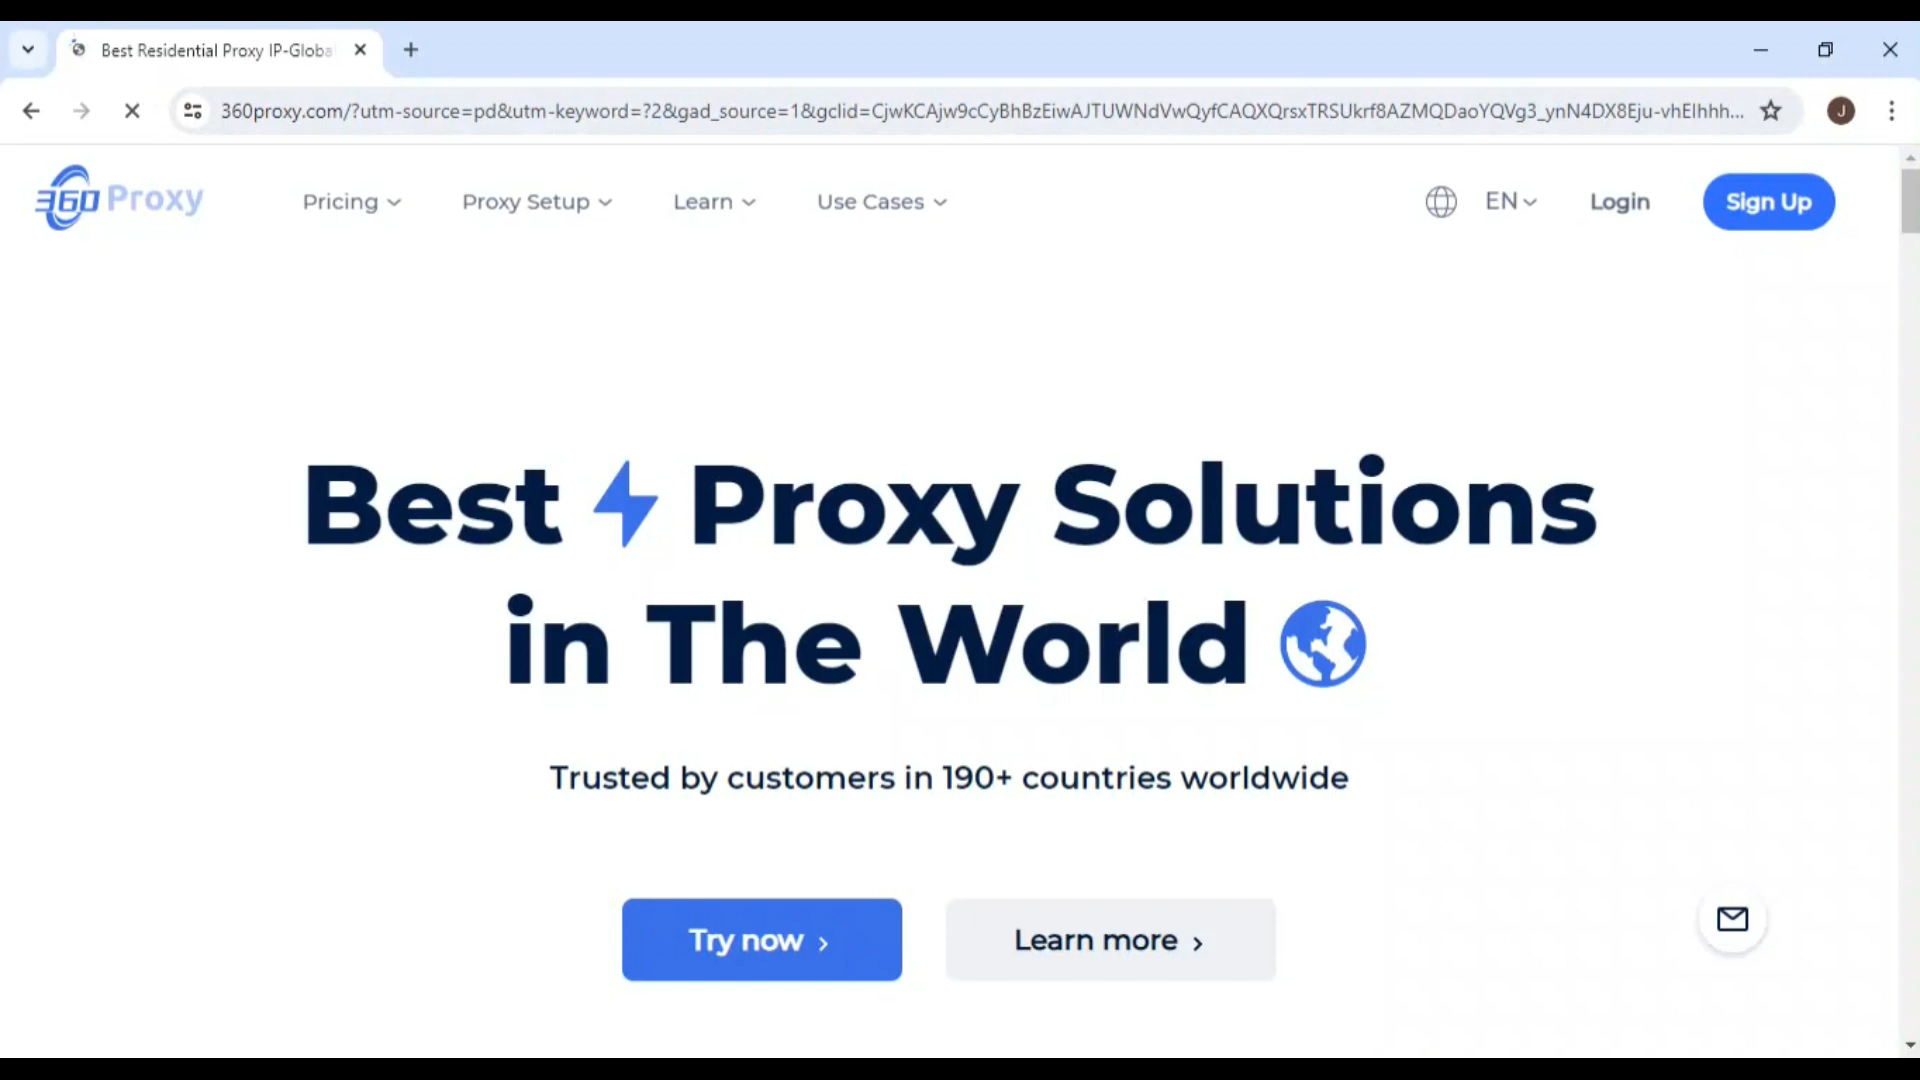 Best Residential Proxy IP-Globa
360proxy.com/?utm-source=pd&utm-keyword=?2&gad_source=1&gclid=CjwKCAjw9cCyBhBzEiwAJTUWNdVwQyfCAQXQrsxTRSUkrf8AZMQDaoYQVg3_ynN4DX8Eju-vhElhhh...
J
360 Proxy
Pricing
Proxy Setup
Learn
Use Cases
EN
Login
Sign Up
Best Proxy Solutions
in The World
Trusted by customers in 190+ countries worldwide
Try now ›
Learn more ›